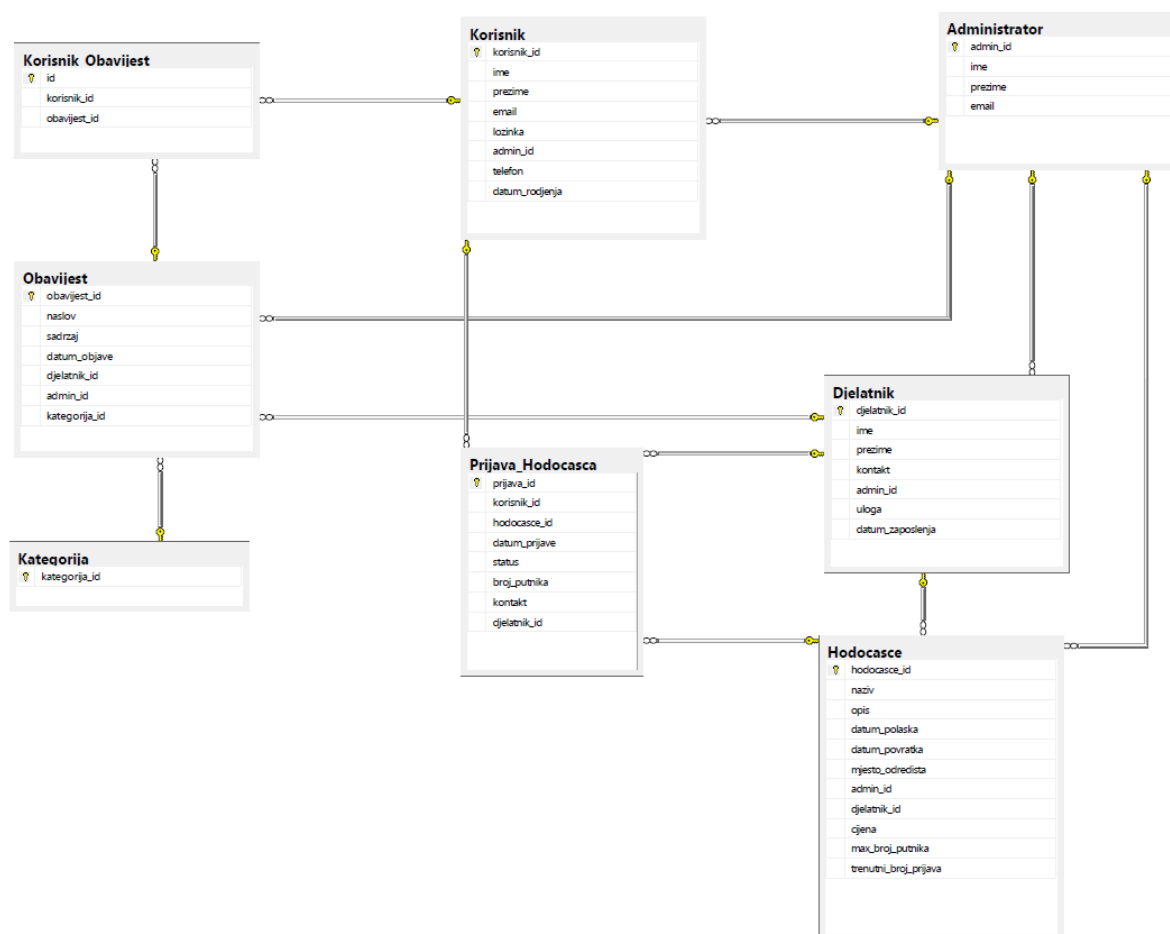 Korisnik_Obavijest
id
korisnik_id
obavijest_id
Korisnik
korisnik_id
ime
prezime
email
lozinka
admin_id
telefon
datum_rodjenja
Administrator
admin_id
ime
prezime
email
Obavijest
obavijest_id
naslov
sadrzaj
datum_objave
djelatnik_id
admin_id
kategorija_id
Djelatnik
djelatnik_id
ime
prezime
kontakt
admin_id
uloga
datum_zaposlenja
Prijava_Hodocasca
prijava_id
korisnik_id
hodocasce_id
datum_prijave
status
broj_putnika
kontakt
djelatnik_id
Kategorija
kategorija_id
Hodocasce
hodocasce_id
naziv
opis
datum_polaska
datum_povratka
mjesto_odredista
admin_id
djelatnik_id
cijena
max_broj_putnika
trenutni_broj_prijava